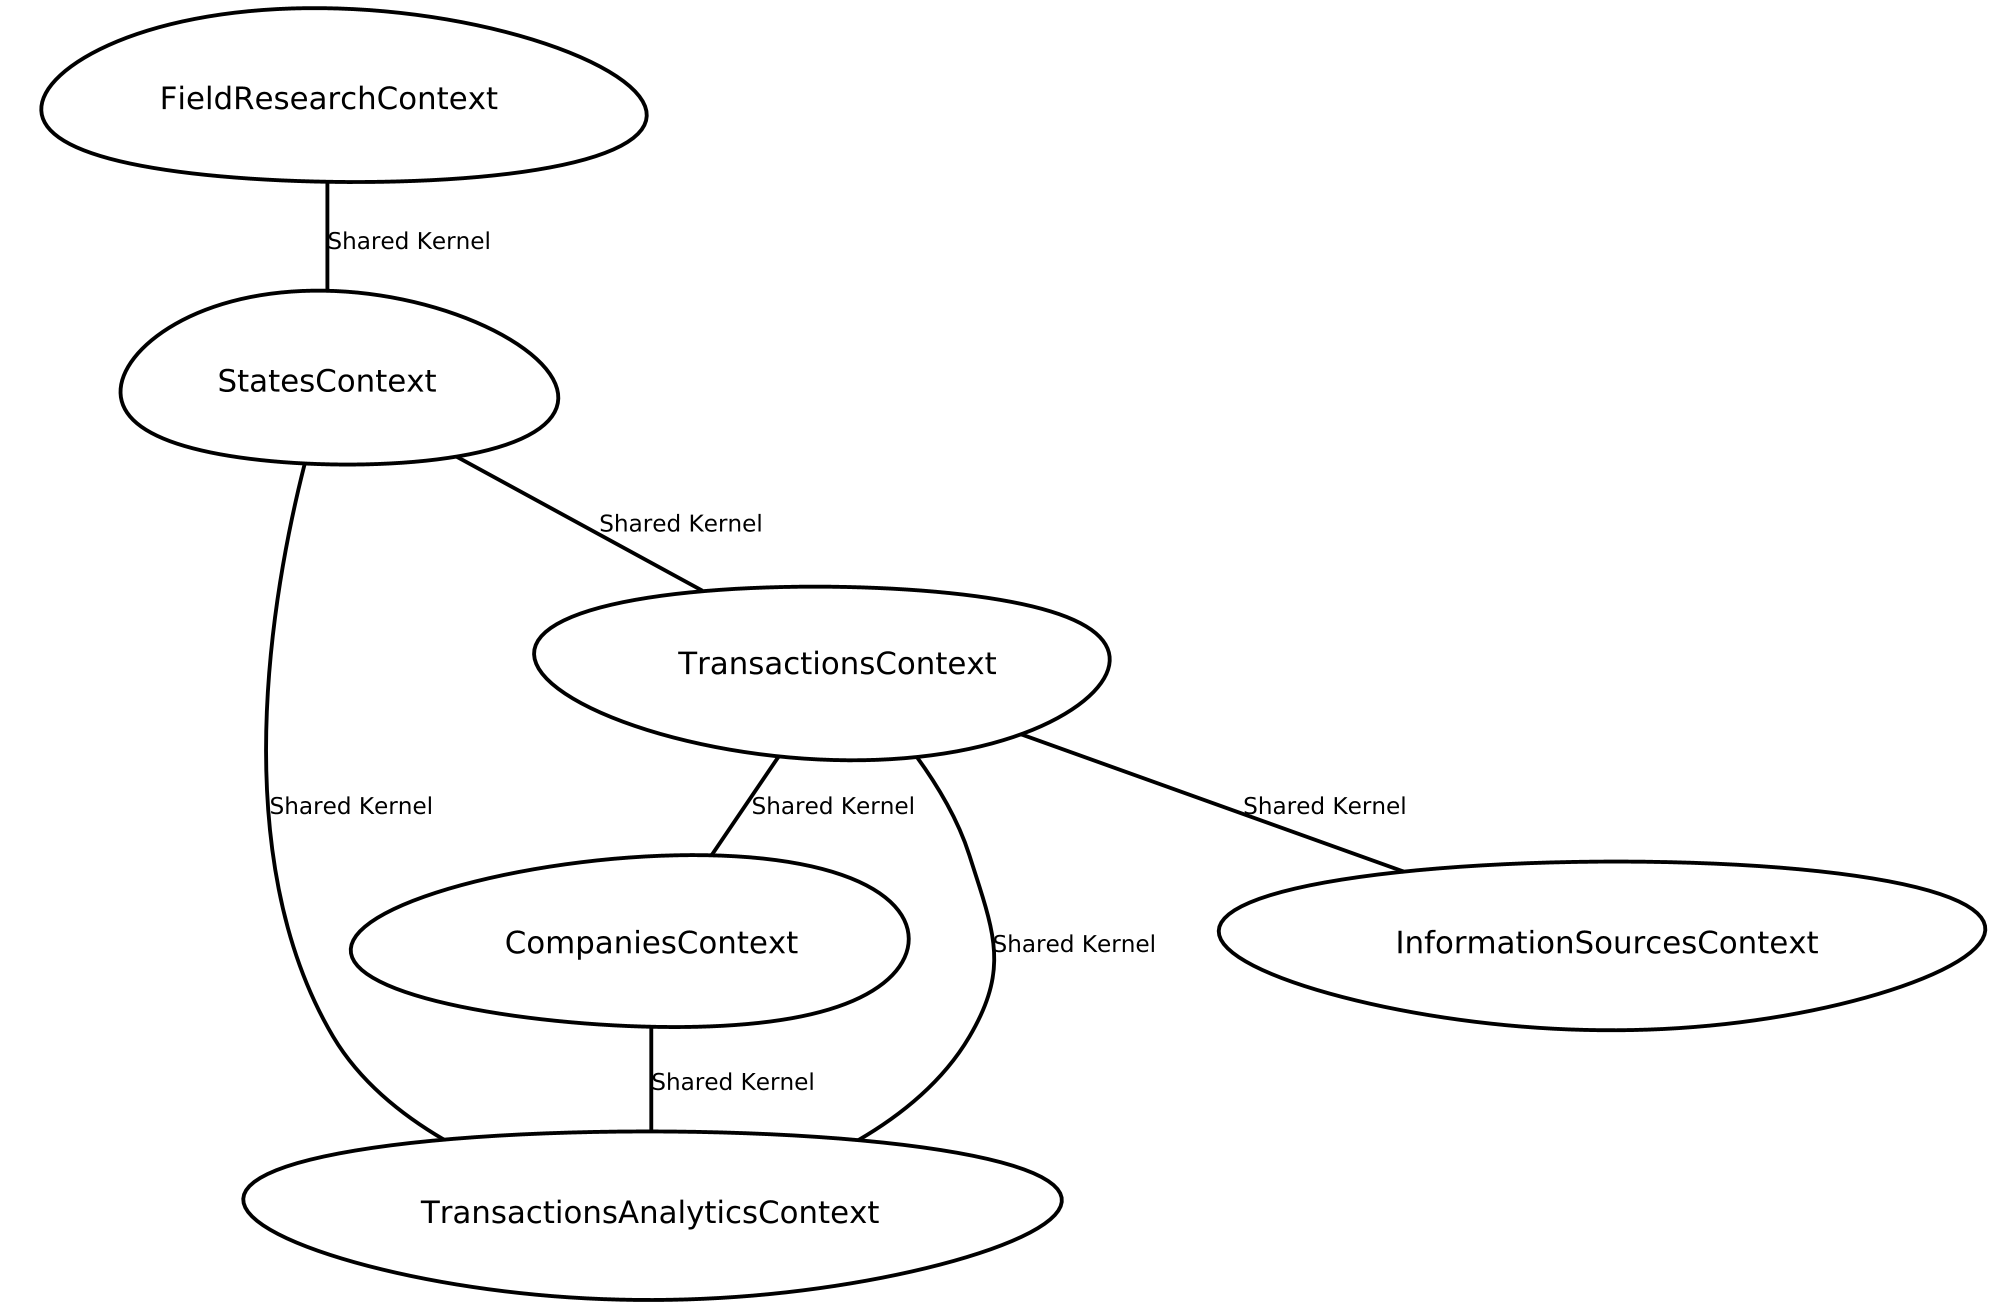 FieldResearchContext
Shared Kernel
StatesContext
Shared Kernel
TransactionsContext
Shared Kernel
Shared Kernel
Shared Kernel
CompaniesContext
Shared Kernel
InformationSourcesContext
Shared Kernel
TransactionsAnalyticsContext